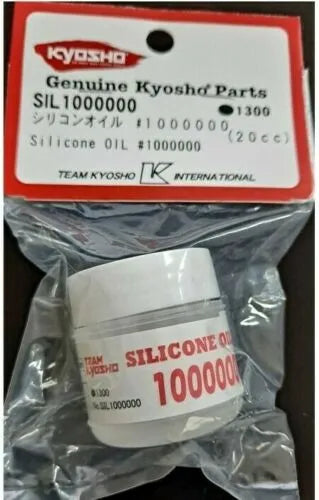 KYOSHO
Genuine Kyosho Parts
SIL1000000 ●1300
シリコンオイル #1000000 (20cc)
Silicone OIL #1000000
TEAM KYOSHO K INTERNATIONAL
TEAM
KYOSHO
SILICONE OI
1000000
●1300
No. SIL1000000